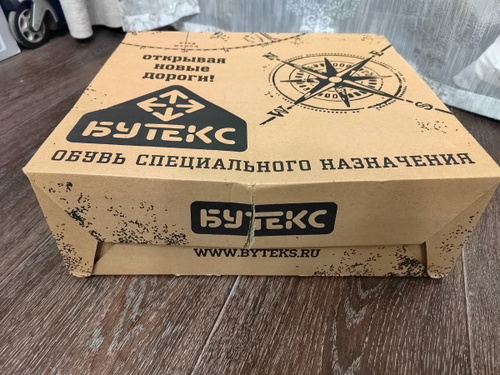 открывая
новые
дороги!
БУТЕКС
ОБУВЬ СПЕЦИАЛЬНОГО НАЗНАЧЕНИЯ
N
E
W
S
БУТЕКС
WWW.BYTEKS.RU